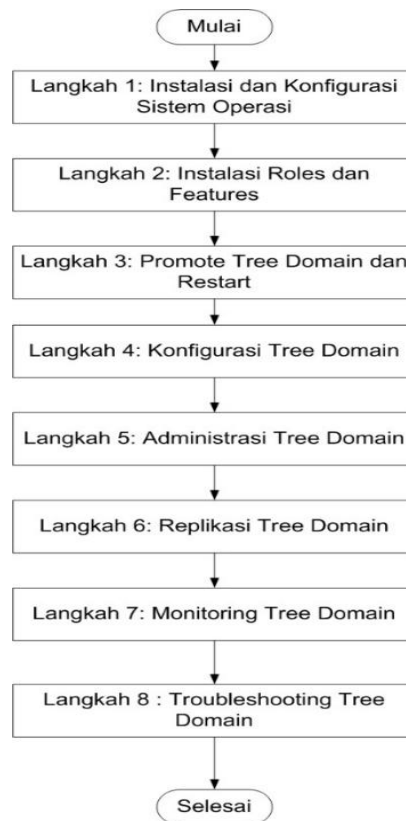 Mulai
Langkah 1: Instalasi dan Konfigurasi
Sistem Operasi
Langkah 2: Instalasi Roles dan
Features
Langkah 3: Promote Tree Domain dan
Restart
Langkah 4: Konfigurasi Tree Domain
Langkah 5: Administrasi Tree Domain
Langkah 6: Replikasi Tree Domain
Langkah 7: Monitoring Tree Domain
Langkah 8 : Troubleshooting Tree
Domain
Selesai